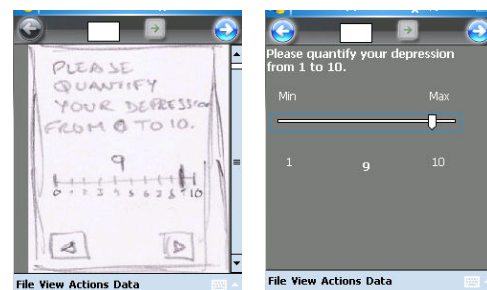 PLEASE
QUANTIFY
YOUR DEPRESSION
FROM 0 TO 10.
9
0 1 2 3 4 5 6 7 8 9 10
File View Actions Data
Please quantify your depression
from 1 to 10.
Min Max
1 9 10
File View Actions Data